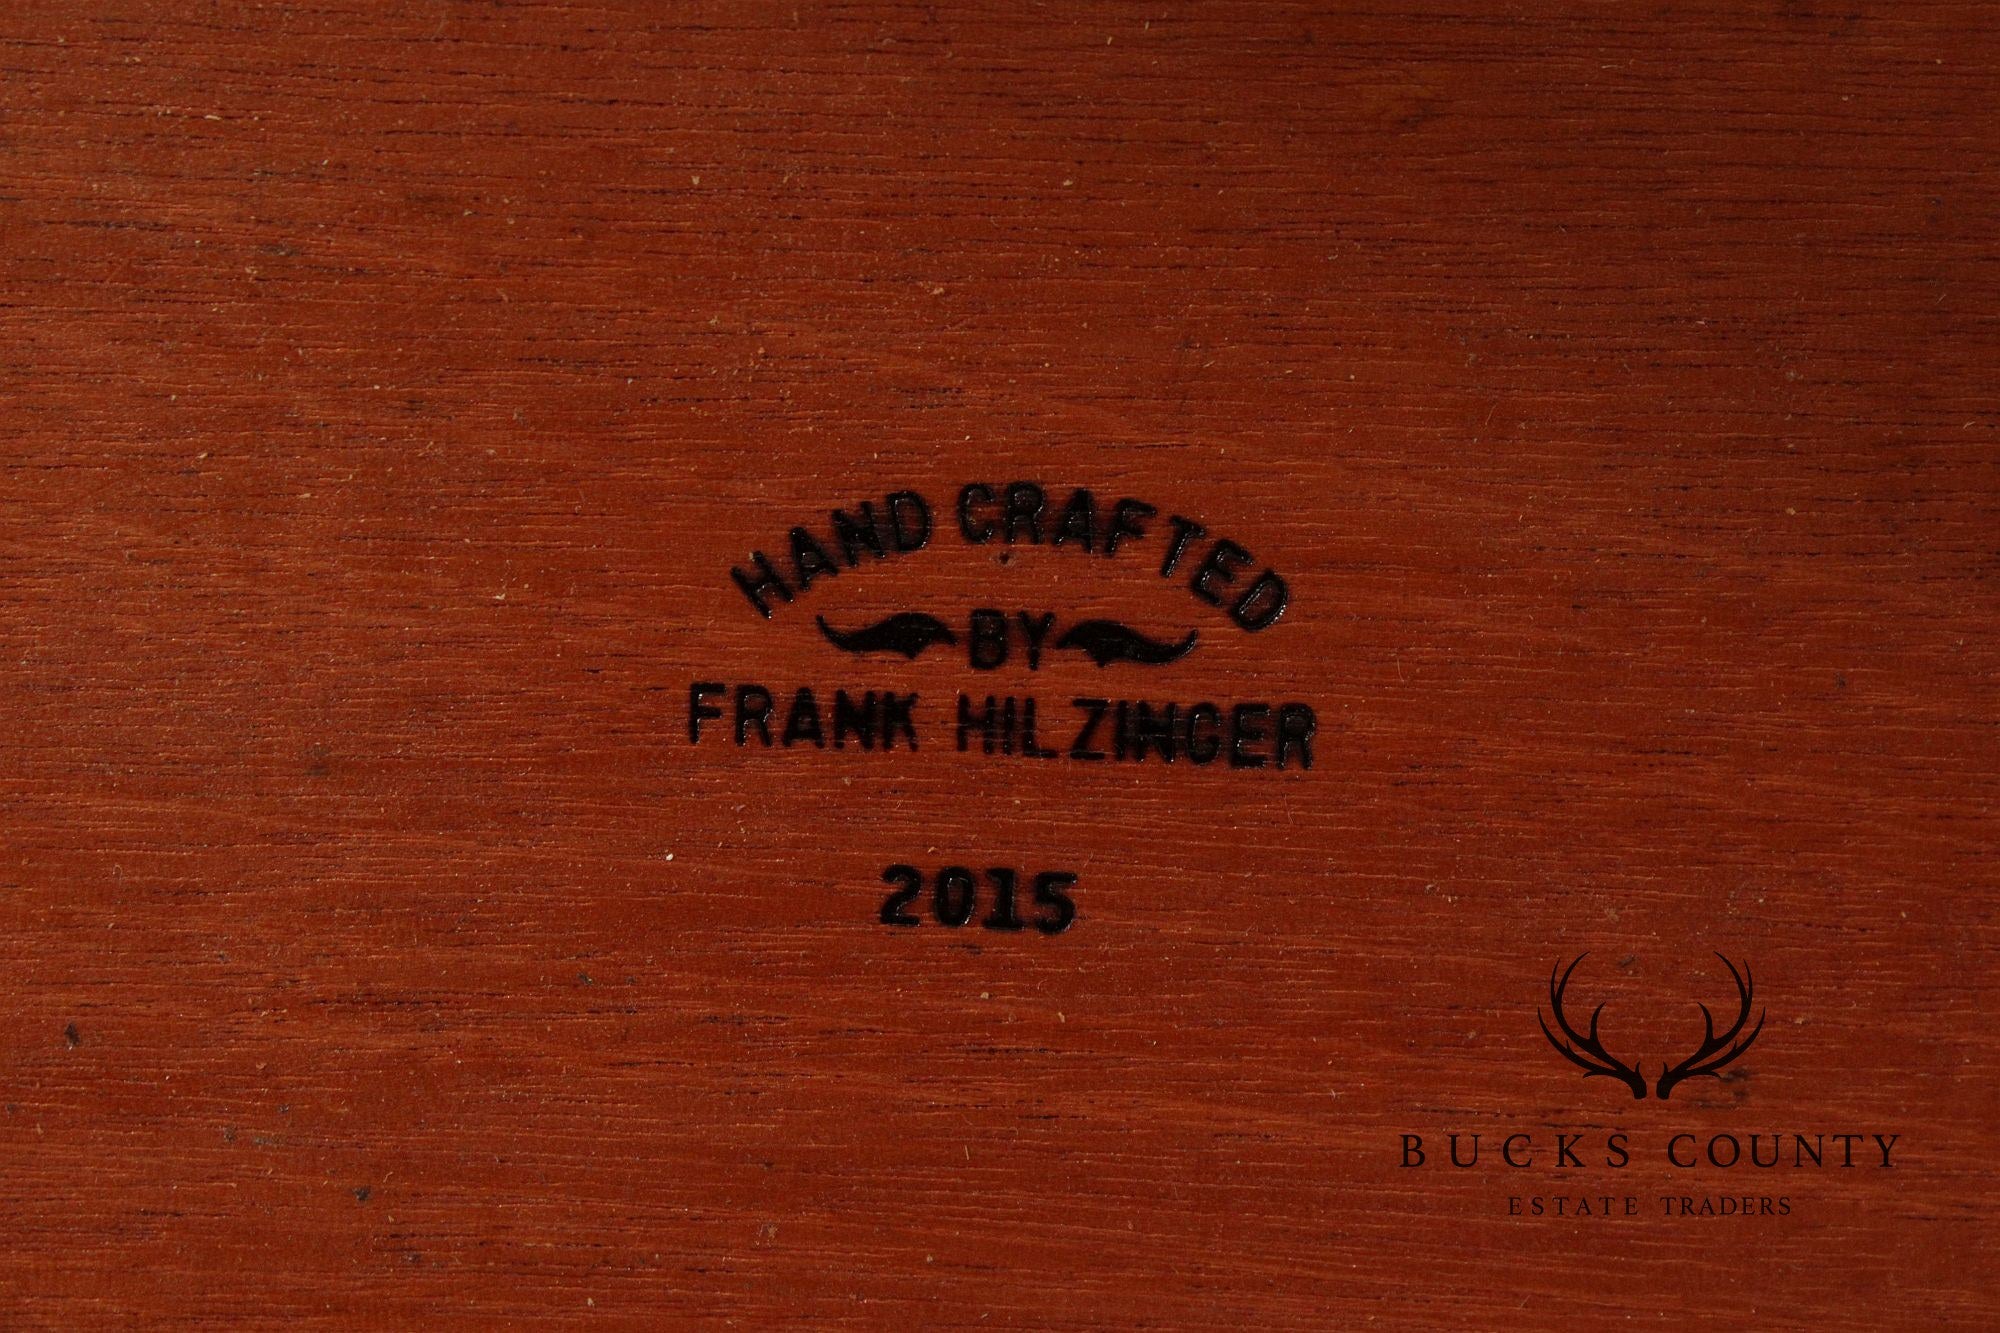 HAND CRAFTED
BY
FRANK HILZINGER
2015
BUCKS COUNTY
ESTATE TRADERS